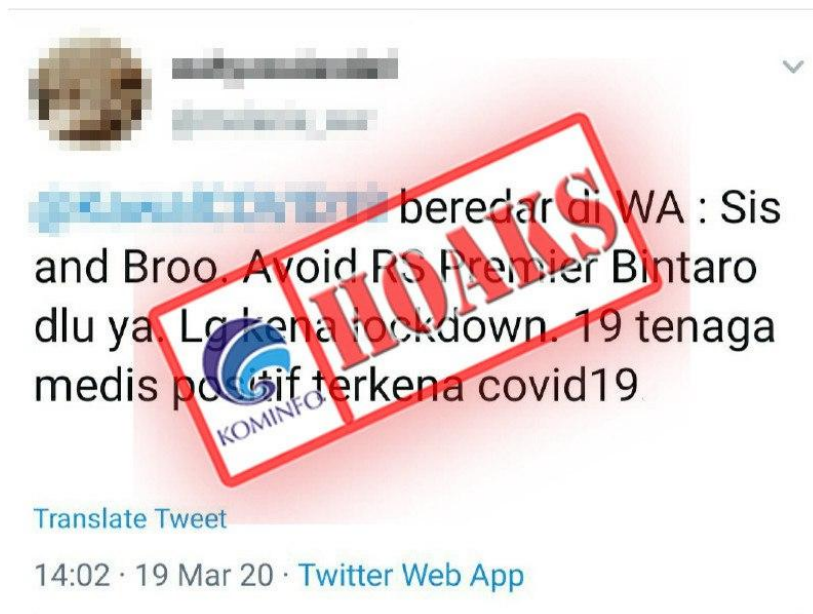 beredar di WA : Sis
and Broo. Avoid RS Premier Bintaro
dlu ya. Lg kena lockdown. 19 tenaga
medis positif terkena covid19
HOAKS
KOMINFO
Translate Tweet
14:02 · 19 Mar 20 · Twitter Web App